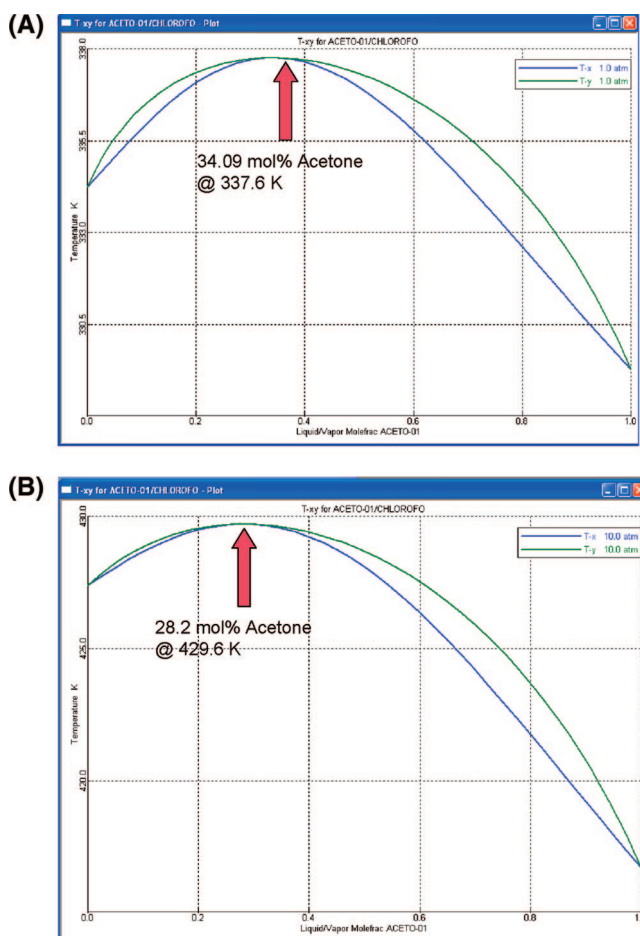 (A)
T-xy for ACETO-01/CHLOROFO - Plot
T-xy for ACETO-01/CHLOROFO
338.0
335.5
333.0
330.5
Temperature K
T-x 1.0 atm
T-y 1.0 atm
34.09 mol% Acetone
@ 337.6 K
0.0 0.2 0.4 0.6 0.8 1.0
Liquid/Vapor Molefrac ACETO-01
(B)
T-xy for ACETO-01/CHLOROFO - Plot
T-xy for ACETO-01/CHLOROFO
430.0
425.0
420.0
Temperature K
T-x 10.0 atm
T-y 10.0 atm
28.2 mol% Acetone
@ 429.6 K
0.0 0.2 0.4 0.6 0.8
Liquid/Vapor Molefrac ACETO-01